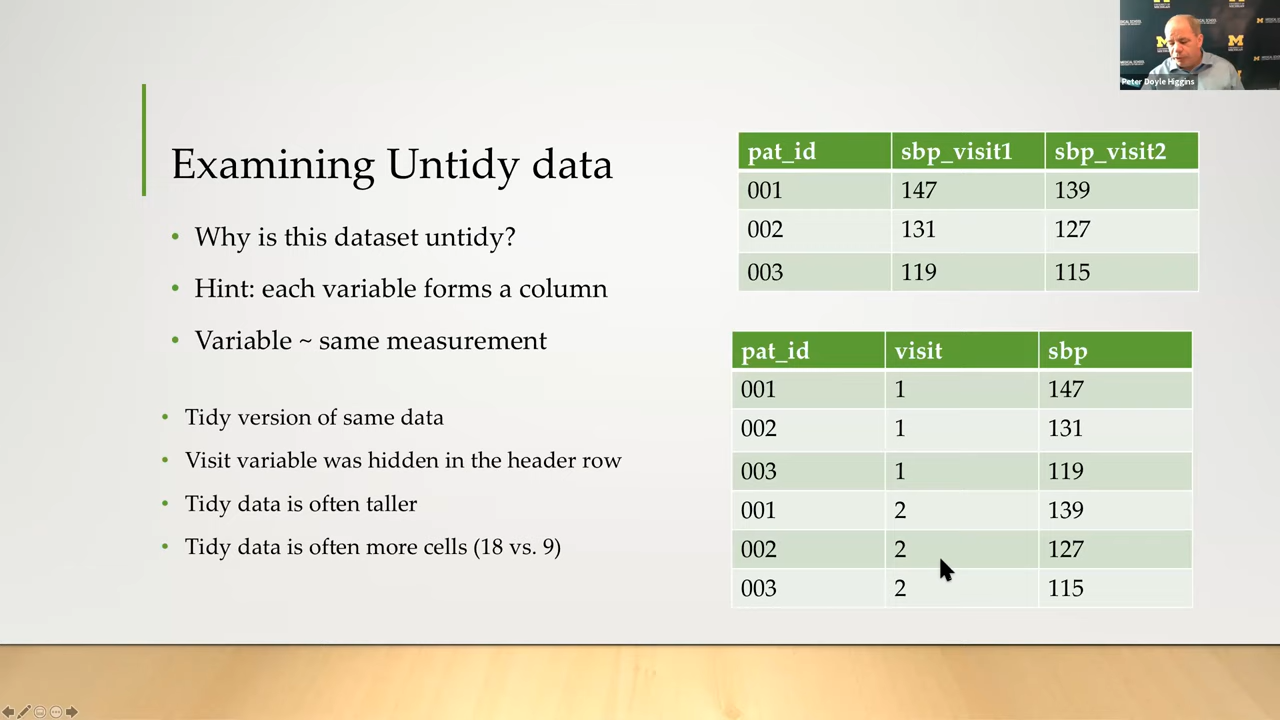 Peter Doyle Higgins
Examining Untidy data
• Why is this dataset untidy?
• Hint: each variable forms a column
• Variable ~ same measurement
• Tidy version of same data
• Visit variable was hidden in the header row
• Tidy data is often taller
• Tidy data is often more cells (18 vs. 9)
pat_id sbp_visit1 sbp_visit2
001 147 139
002 131 127
003 119 115
pat_id visit sbp
001 1 147
002 1 131
003 1 119
001 2 139
002 2 127
003 2 115